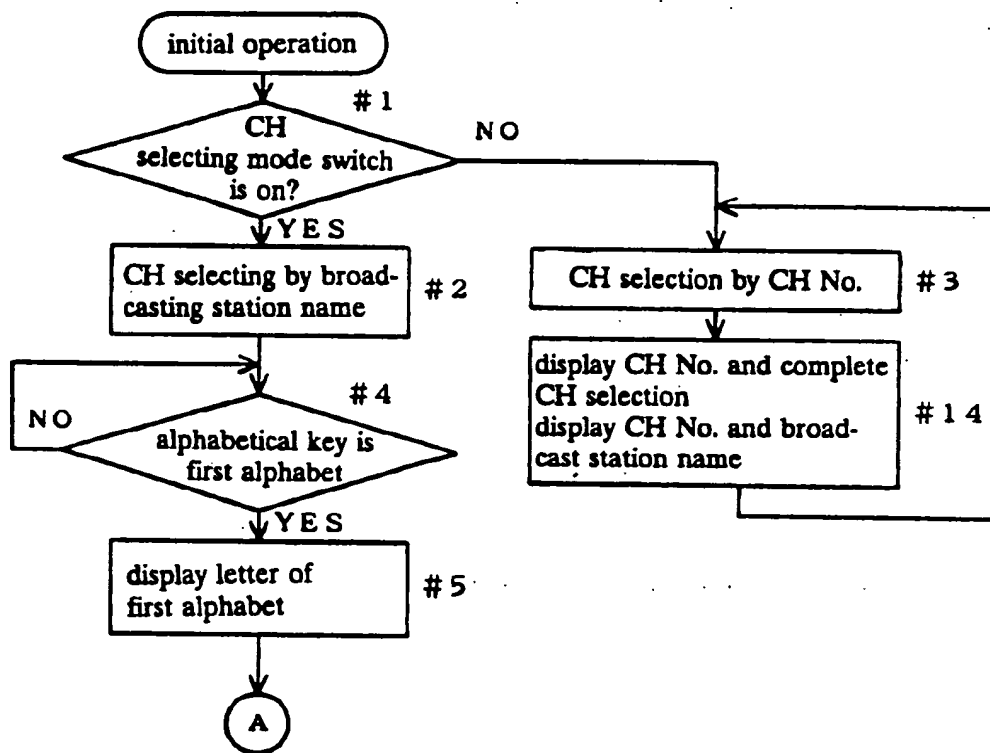 initial operation
#1
CH
selecting mode switch
is on?
NO
YES
CH selecting by broad-
casting station name
#2
CH selection by CH No.
#3
NO
#4
alphabetical key is
first alphabet
YES
display CH No. and complete
CH selection
display CH No. and broad-
cast station name
#14
display letter of
first alphabet
#5
A